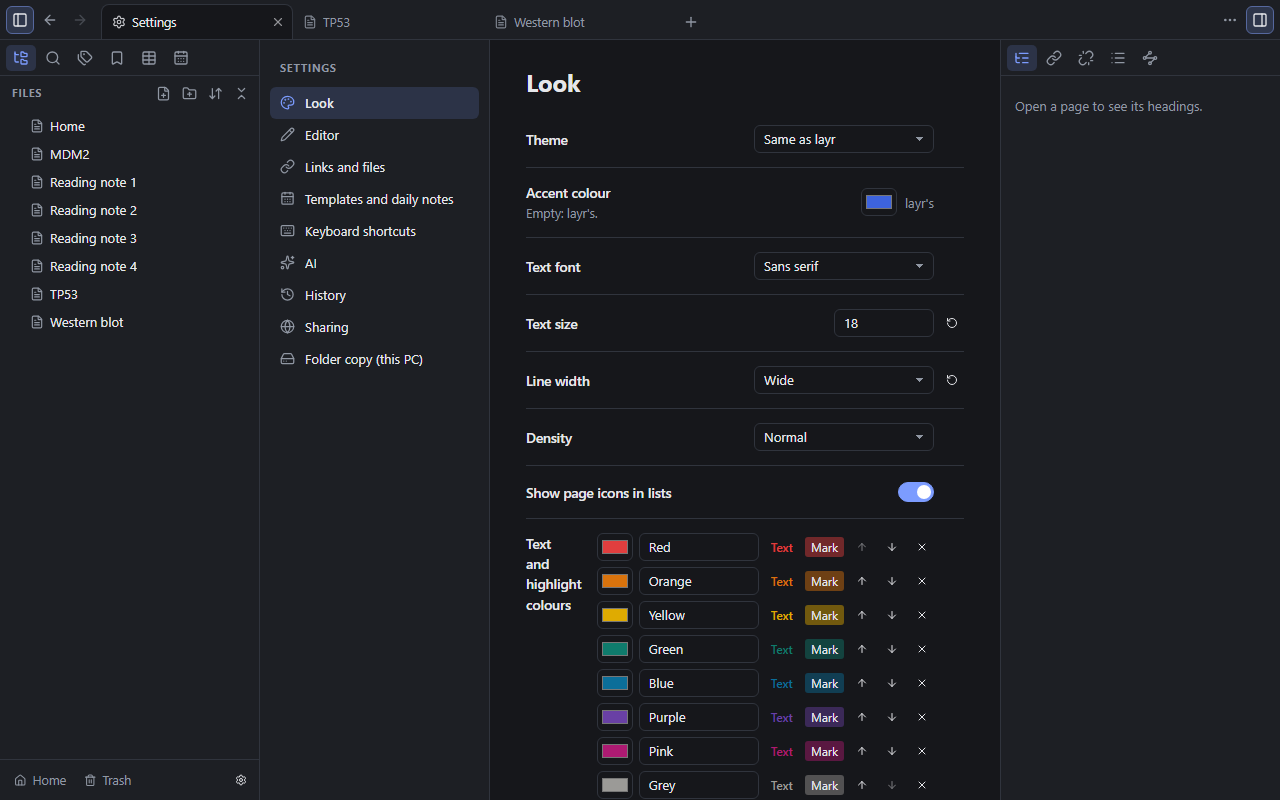 Settings
TP53
Western blot
FILES
Home
MDM2
Reading note 1
Reading note 2
Reading note 3
Reading note 4
TP53
Western blot
Home
Trash
SETTINGS
Look
Editor
Links and files
Templates and daily notes
Keyboard shortcuts
AI
History
Sharing
Folder copy (this PC)
Look
Theme
Same as layr
Accent colour
Empty: layr's.
layr's
Text font
Sans serif
Text size
18
Line width
Wide
Density
Normal
Show page icons in lists
Text
and
highlight
colours
Red Text Mark
Orange Text Mark
Yellow Text Mark
Green Text Mark
Blue Text Mark
Purple Text Mark
Pink Text Mark
Grey Text Mark
Open a page to see its headings.